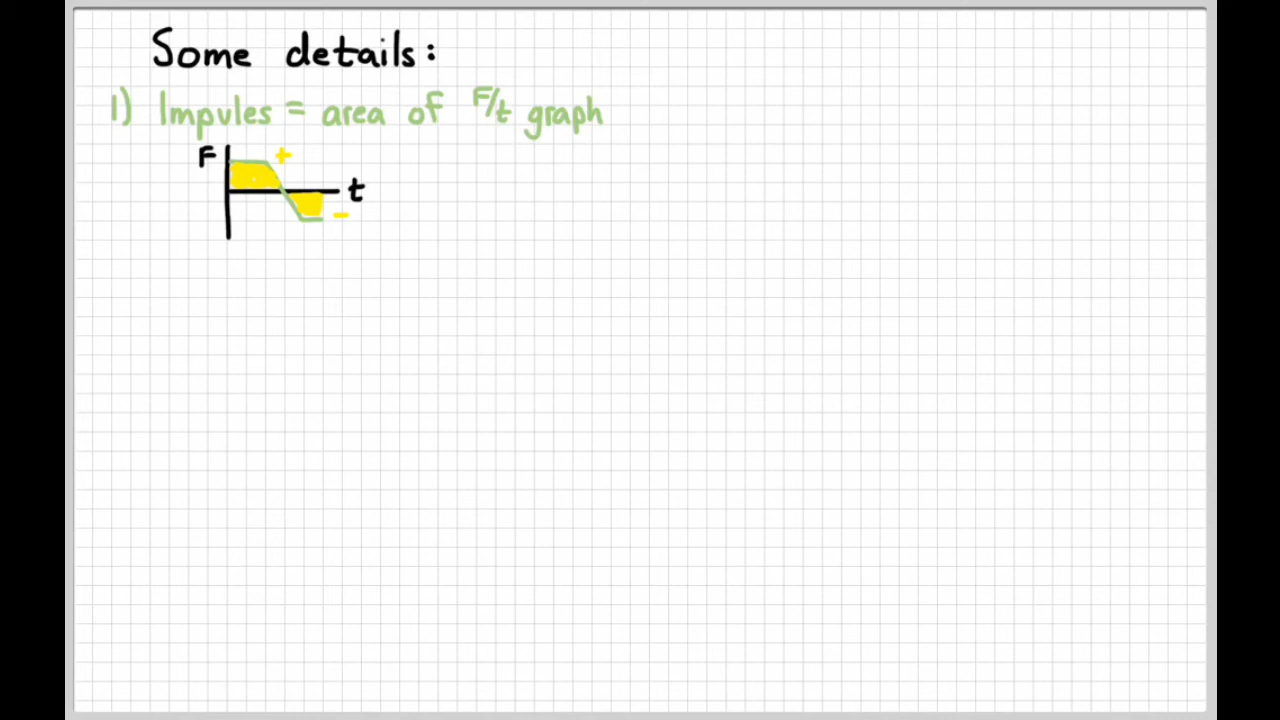 Some details:
1) Impules = area of F/t graph
F +
t
-